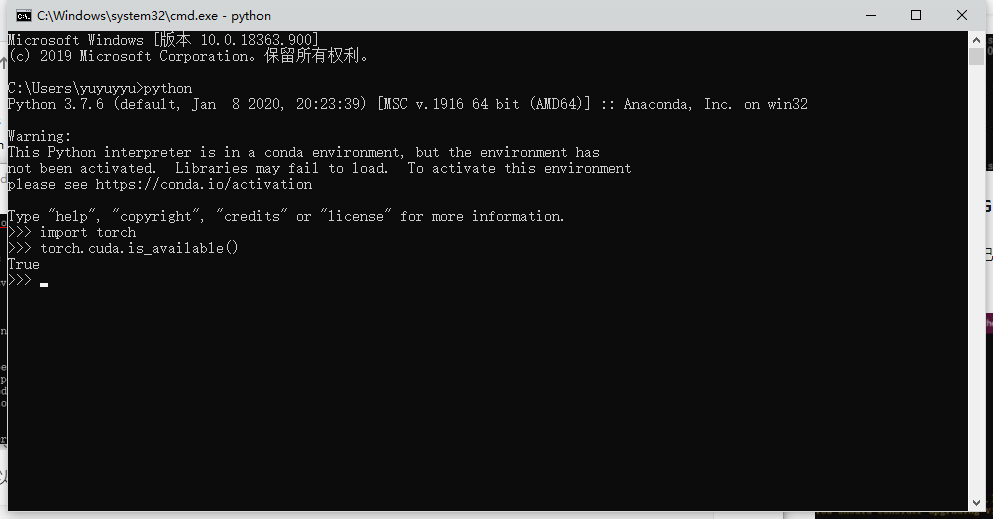 C:\Windows\system32\cmd.exe - python
Microsoft Windows [版本 10.0.18363.900]
(c) 2019 Microsoft Corporation。保留所有权利。
C:\Users\yuyuyyu>python
Python 3.7.6 (default, Jan  8 2020, 20:23:39) [MSC v.1916 64 bit (AMD64)] :: Anaconda, Inc. on win32
Warning:
This Python interpreter is in a conda environment, but the environment has
not been activated.  Libraries may fail to load.  To activate this environment
please see https://conda.io/activation
Type "help", "copyright", "credits" or "license" for more information.
>>> import torch
>>> torch.cuda.is_available()
True
>>>